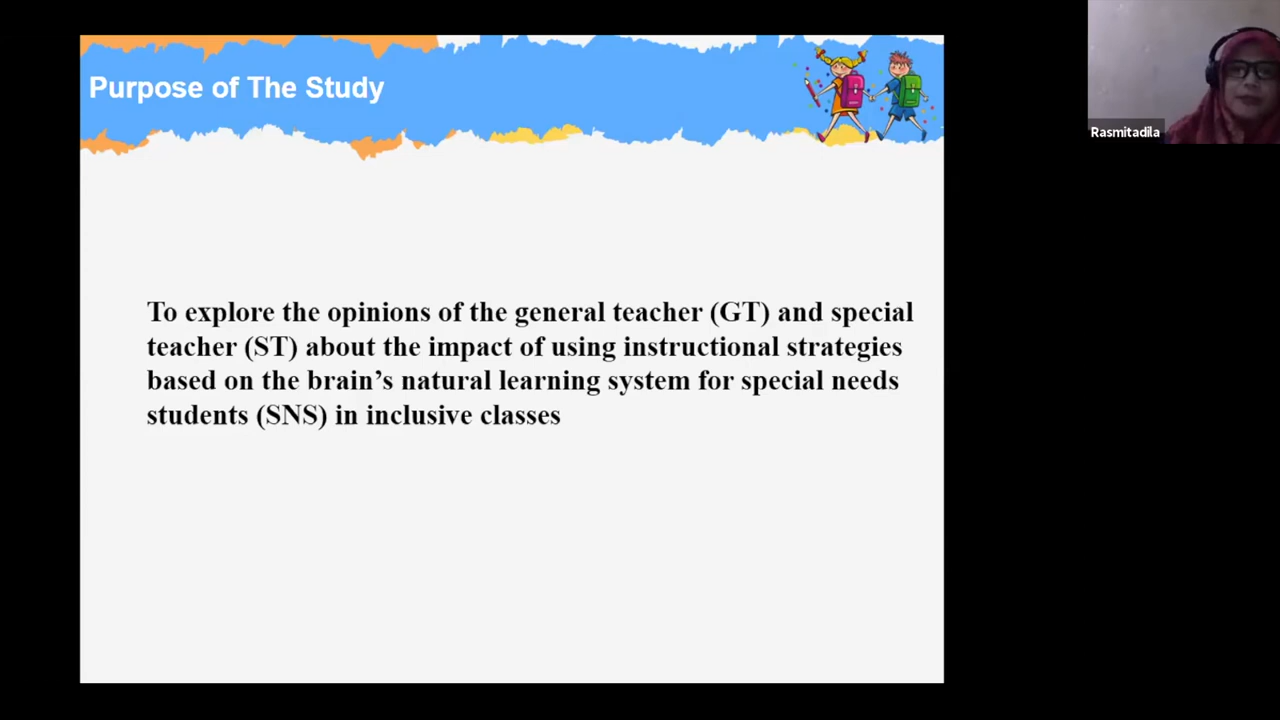 Purpose of The Study
Rasmitadila
To explore the opinions of the general teacher (GT) and special
teacher (ST) about the impact of using instructional strategies
based on the brain’s natural learning system for special needs
students (SNS) in inclusive classes